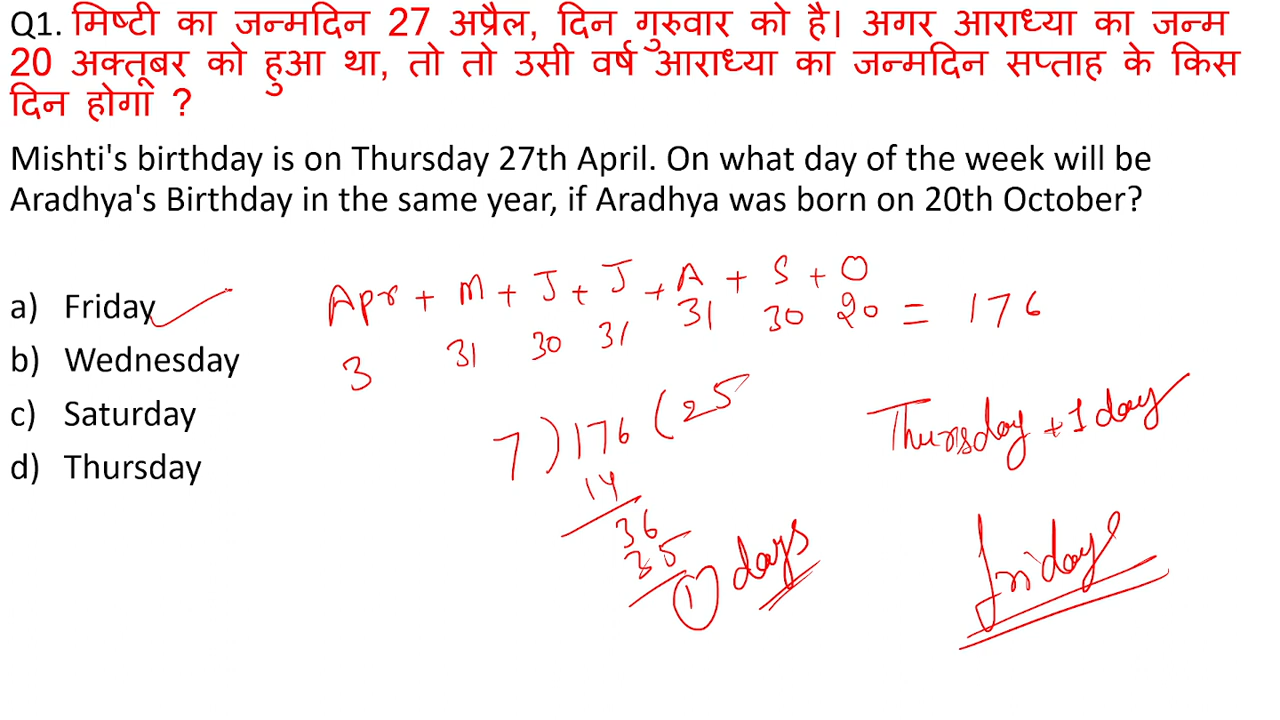 Q1. मिष्टी का जन्मदिन 27 अप्रैल, दिन गुरुवार को है। अगर आराध्या का जन्म
20 अक्तूबर को हुआ था, तो तो उसी वर्ष आराध्या का जन्मदिन सप्ताह के किस
दिन होगा ?
Mishti's birthday is on Thursday 27th April. On what day of the week will be
Aradhya's Birthday in the same year, if Aradhya was born on 20th October?
Apr + M + J + J + A + S + O
3 31 30 31 31 30 20 = 176
a) Friday
b) Wednesday
c) Saturday
d) Thursday
7)176(25
14
36
35
1 days
Thursday + 1 day
Friday